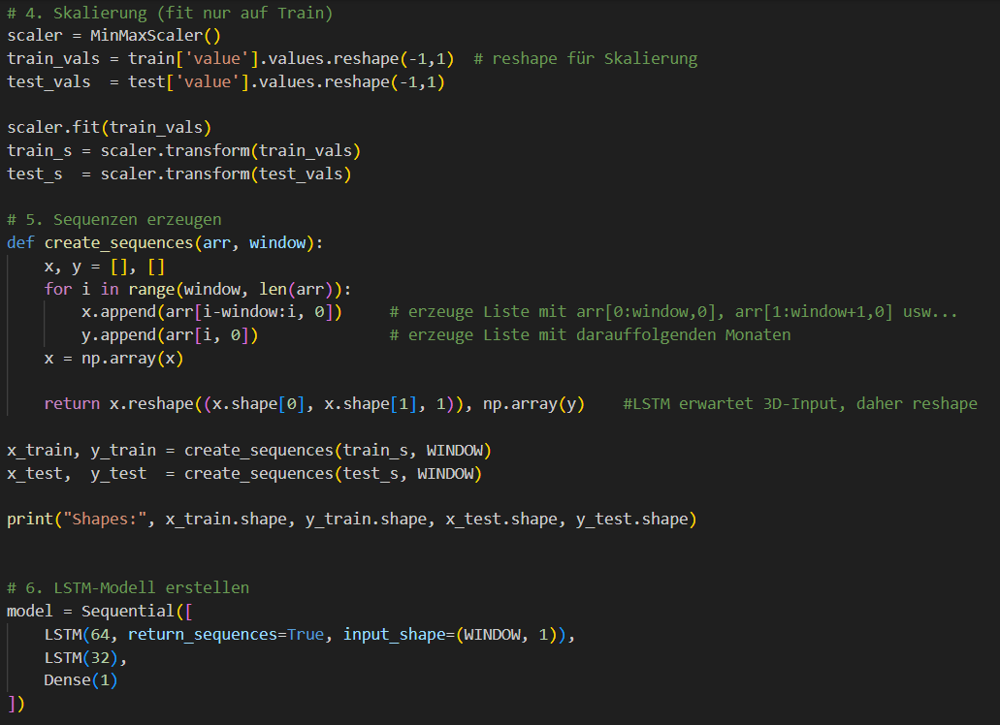 # 4. Skalierung (fit nur auf Train)
scaler = MinMaxScaler()
train_vals = train['value'].values.reshape(-1,1)  # reshape für Skalierung
test_vals  = test['value'].values.reshape(-1,1)

scaler.fit(train_vals)
train_s = scaler.transform(train_vals)
test_s  = scaler.transform(test_vals)

# 5. Sequenzen erzeugen
def create_sequences(arr, window):
    x, y = [], []
    for i in range(window, len(arr)):
        x.append(arr[i-window:i, 0])     # erzeuge Liste mit arr[0:window,0], arr[1:window+1,0] usw...
        y.append(arr[i, 0])              # erzeuge Liste mit darauffolgenden Monaten
    x = np.array(x)

    return x.reshape((x.shape[0], x.shape[1], 1)), np.array(y)    #LSTM erwartet 3D-Input, daher reshape

x_train, y_train = create_sequences(train_s, WINDOW)
x_test,  y_test  = create_sequences(test_s, WINDOW)

print("Shapes:", x_train.shape, y_train.shape, x_test.shape, y_test.shape)


# 6. LSTM-Modell erstellen
model = Sequential([
    LSTM(64, return_sequences=True, input_shape=(WINDOW, 1)),
    LSTM(32),
    Dense(1)
])